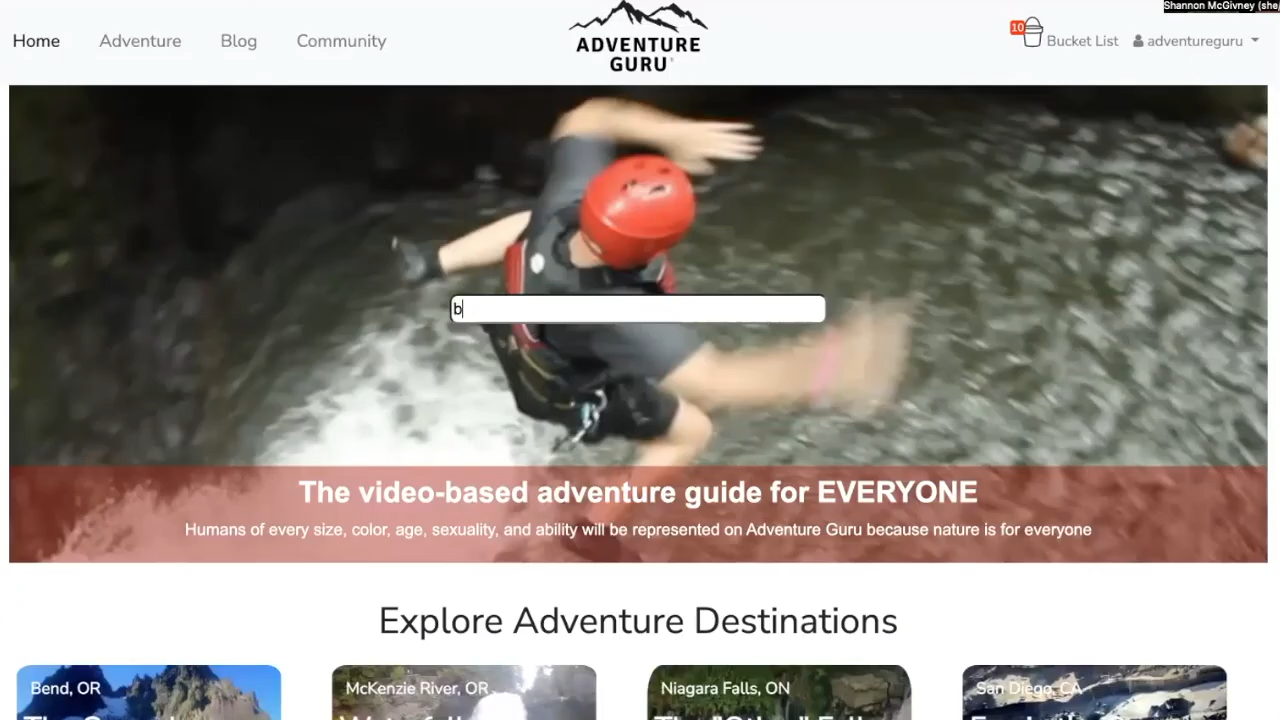 Shannon McGivney (she
Home Adventure Blog Community
ADVENTURE
GURU
10 Bucket List adventureguru
b
The video-based adventure guide for EVERYONE
Humans of every size, color, age, sexuality, and ability will be represented on Adventure Guru because nature is for everyone
Explore Adventure Destinations
Bend, OR
McKenzie River, OR
Niagara Falls, ON
San Diego, CA